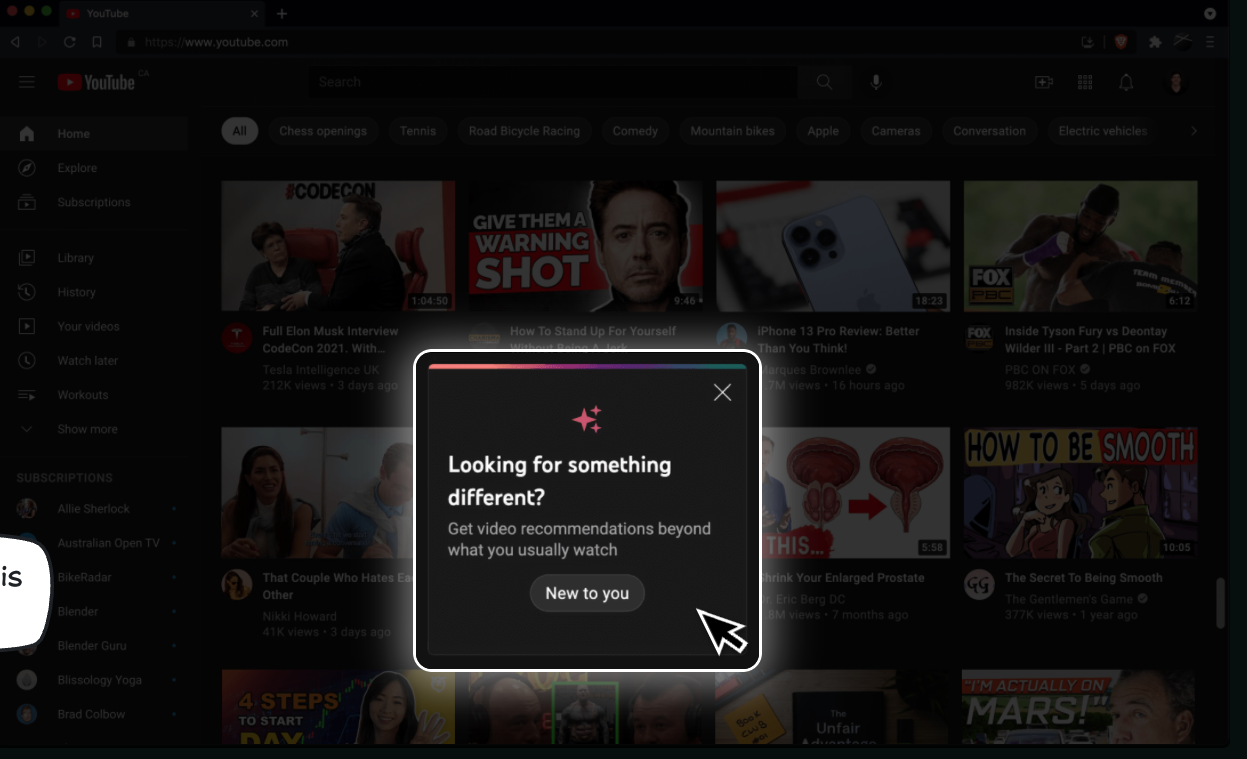 YouTube
https://www.youtube.com
YouTube CA
Search
Home
Explore
Subscriptions
Library
History
Your videos
Watch later
Workouts
Show more
SUBSCRIPTIONS
Allie Sherlock
Australian Open TV
BikeRadar
Blender
Blender Guru
Blissology Yoga
Brad Colbow
is
All
Chess openings
Tennis
Road Bicycle Racing
Comedy
Mountain bikes
Apple
Cameras
Conversation
Electric vehicles
#CODECON
1:04:50
Full Elon Musk Interview
CodeCon 2021. With...
Tesla Intelligence UK
212K views • 3 days ago
GIVE THEM A
WARNING
SHOT
9:46
How To Stand Up For Yourself
Without Being A Jerk
18:23
iPhone 13 Pro Review: Better
Than You Think!
Marques Brownlee
7M views • 16 hours ago
FOX
PBC
TEAM MEMBER
6:12
FOX
Inside Tyson Fury vs Deontay
Wilder III - Part 2 | PBC on FOX
PBC ON FOX
982K views • 5 days ago
That Couple Who Hates Ea
Other
Nikki Howard
41K views • 3 days ago
Looking for something
different?
Get video recommendations beyond
what you usually watch
New to you
THIS...
5:58
Shrink Your Enlarged Prostate
Dr. Eric Berg DC
8M views • 7 months ago
HOW TO BE SMOOTH
10:05
GG
The Secret To Being Smooth
The Gentlemen's Game
377K views • 1 year ago
4 STEPS
TO START
DAY
BOOK
CLUB
The
Unfair
Advantage
"I'M ACTUALLY ON
MARS!"